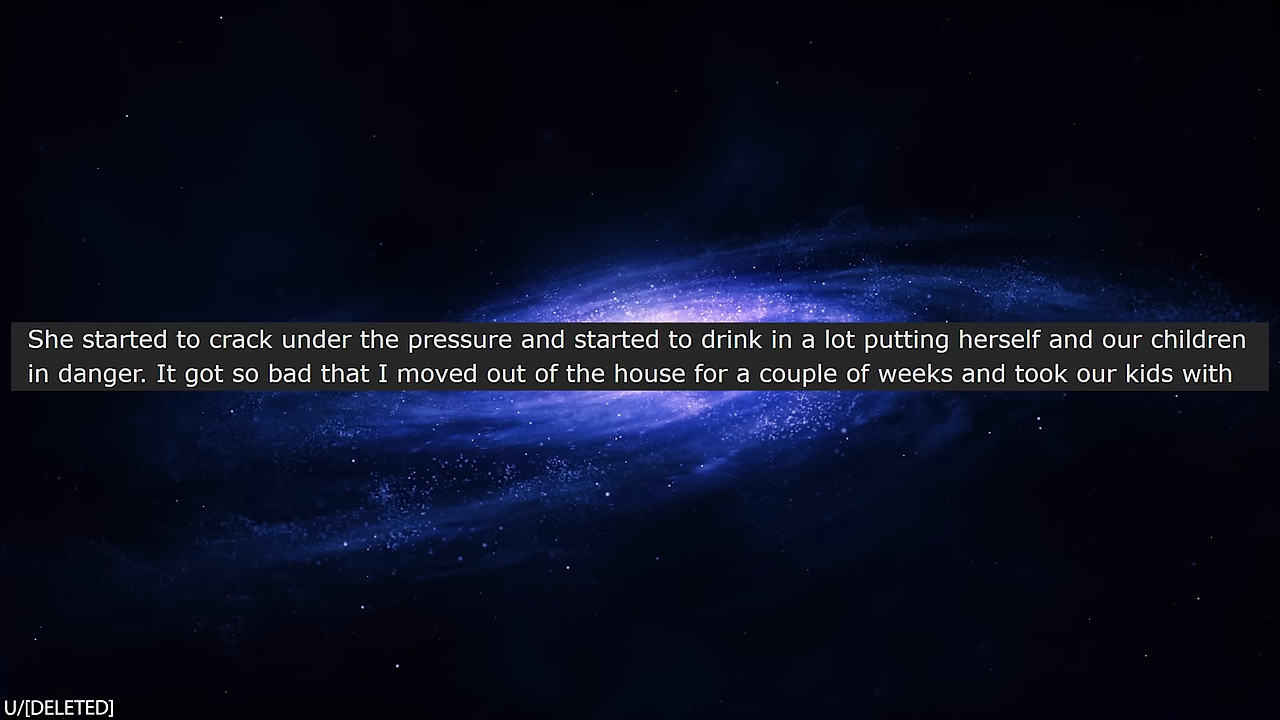 She started to crack under the pressure and started to drink in a lot putting herself and our children
in danger. It got so bad that I moved out of the house for a couple of weeks and took our kids with
U/[DELETED]